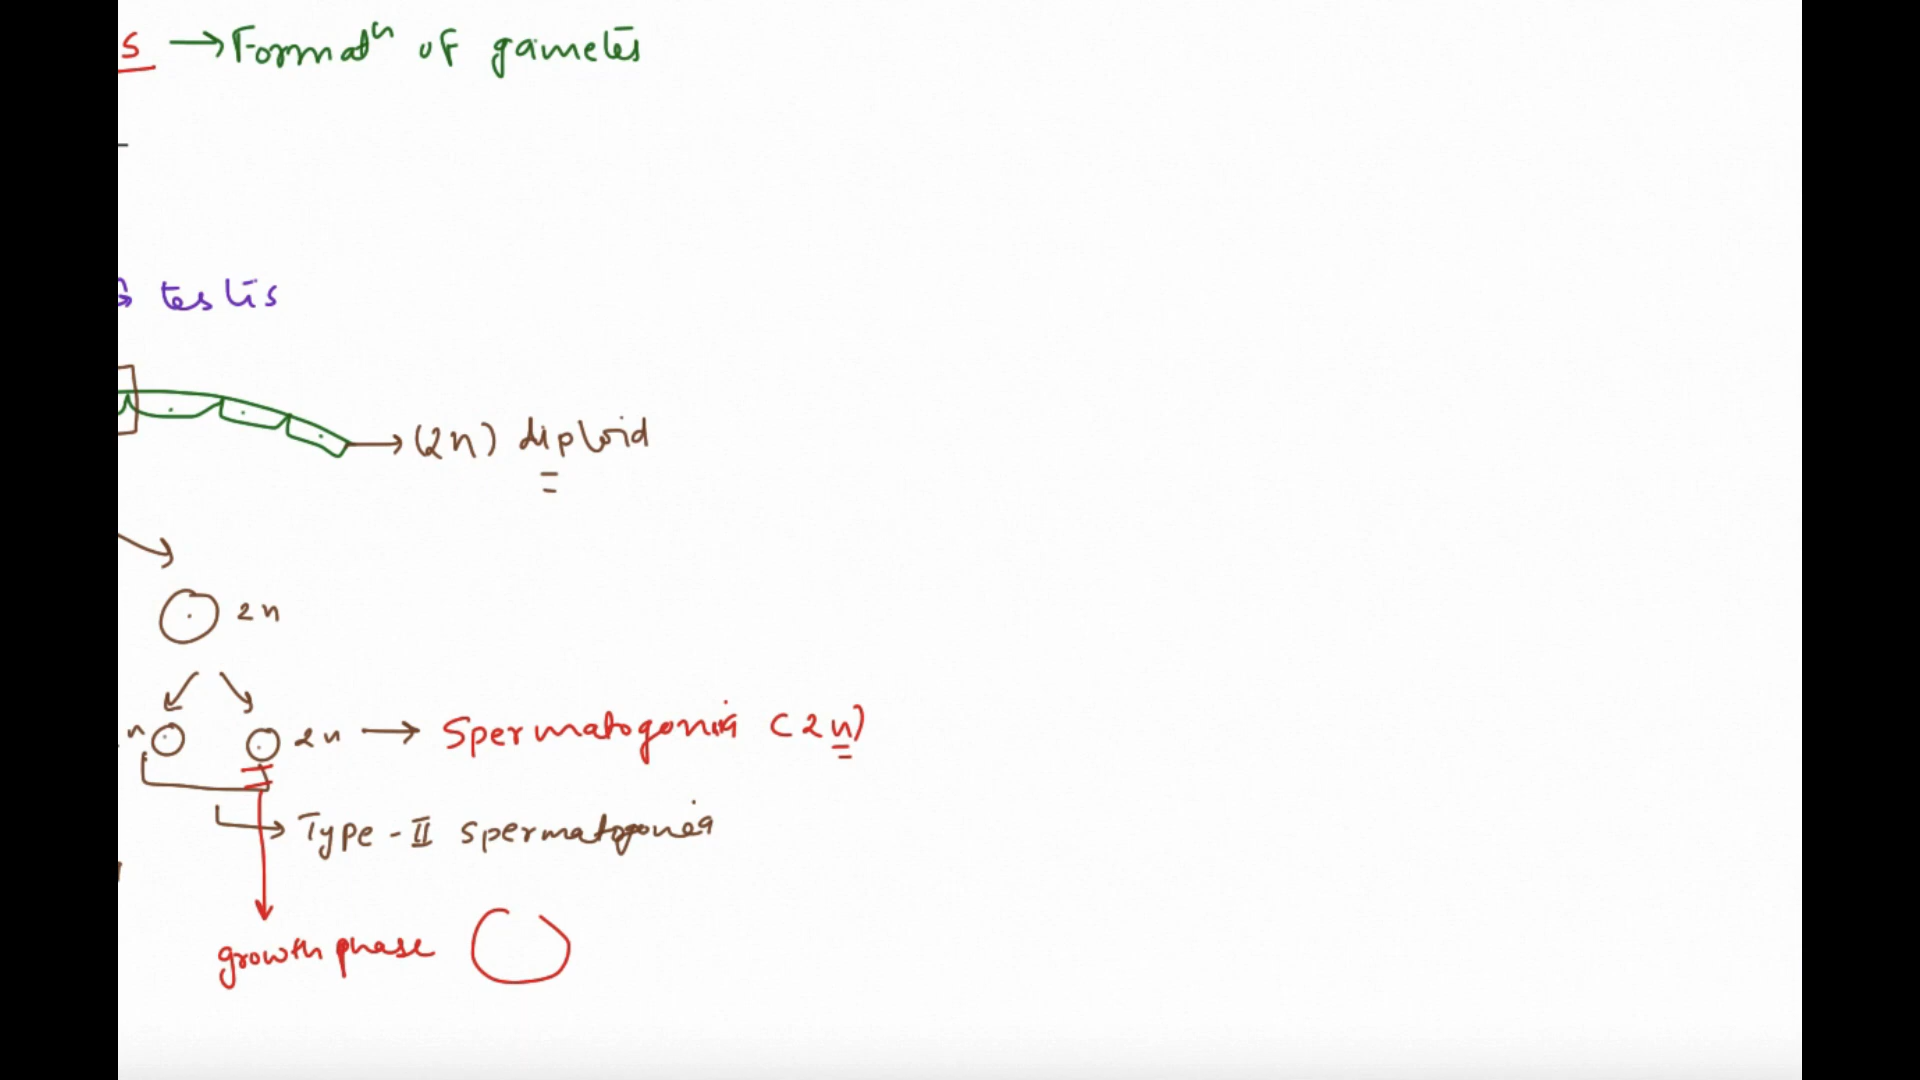 s → Formatⁿ of gametes
testis
→ (2n) diploid
2n
n 2n → Spermatogonia (2n)
→ Type - II spermatogonia
growth phase